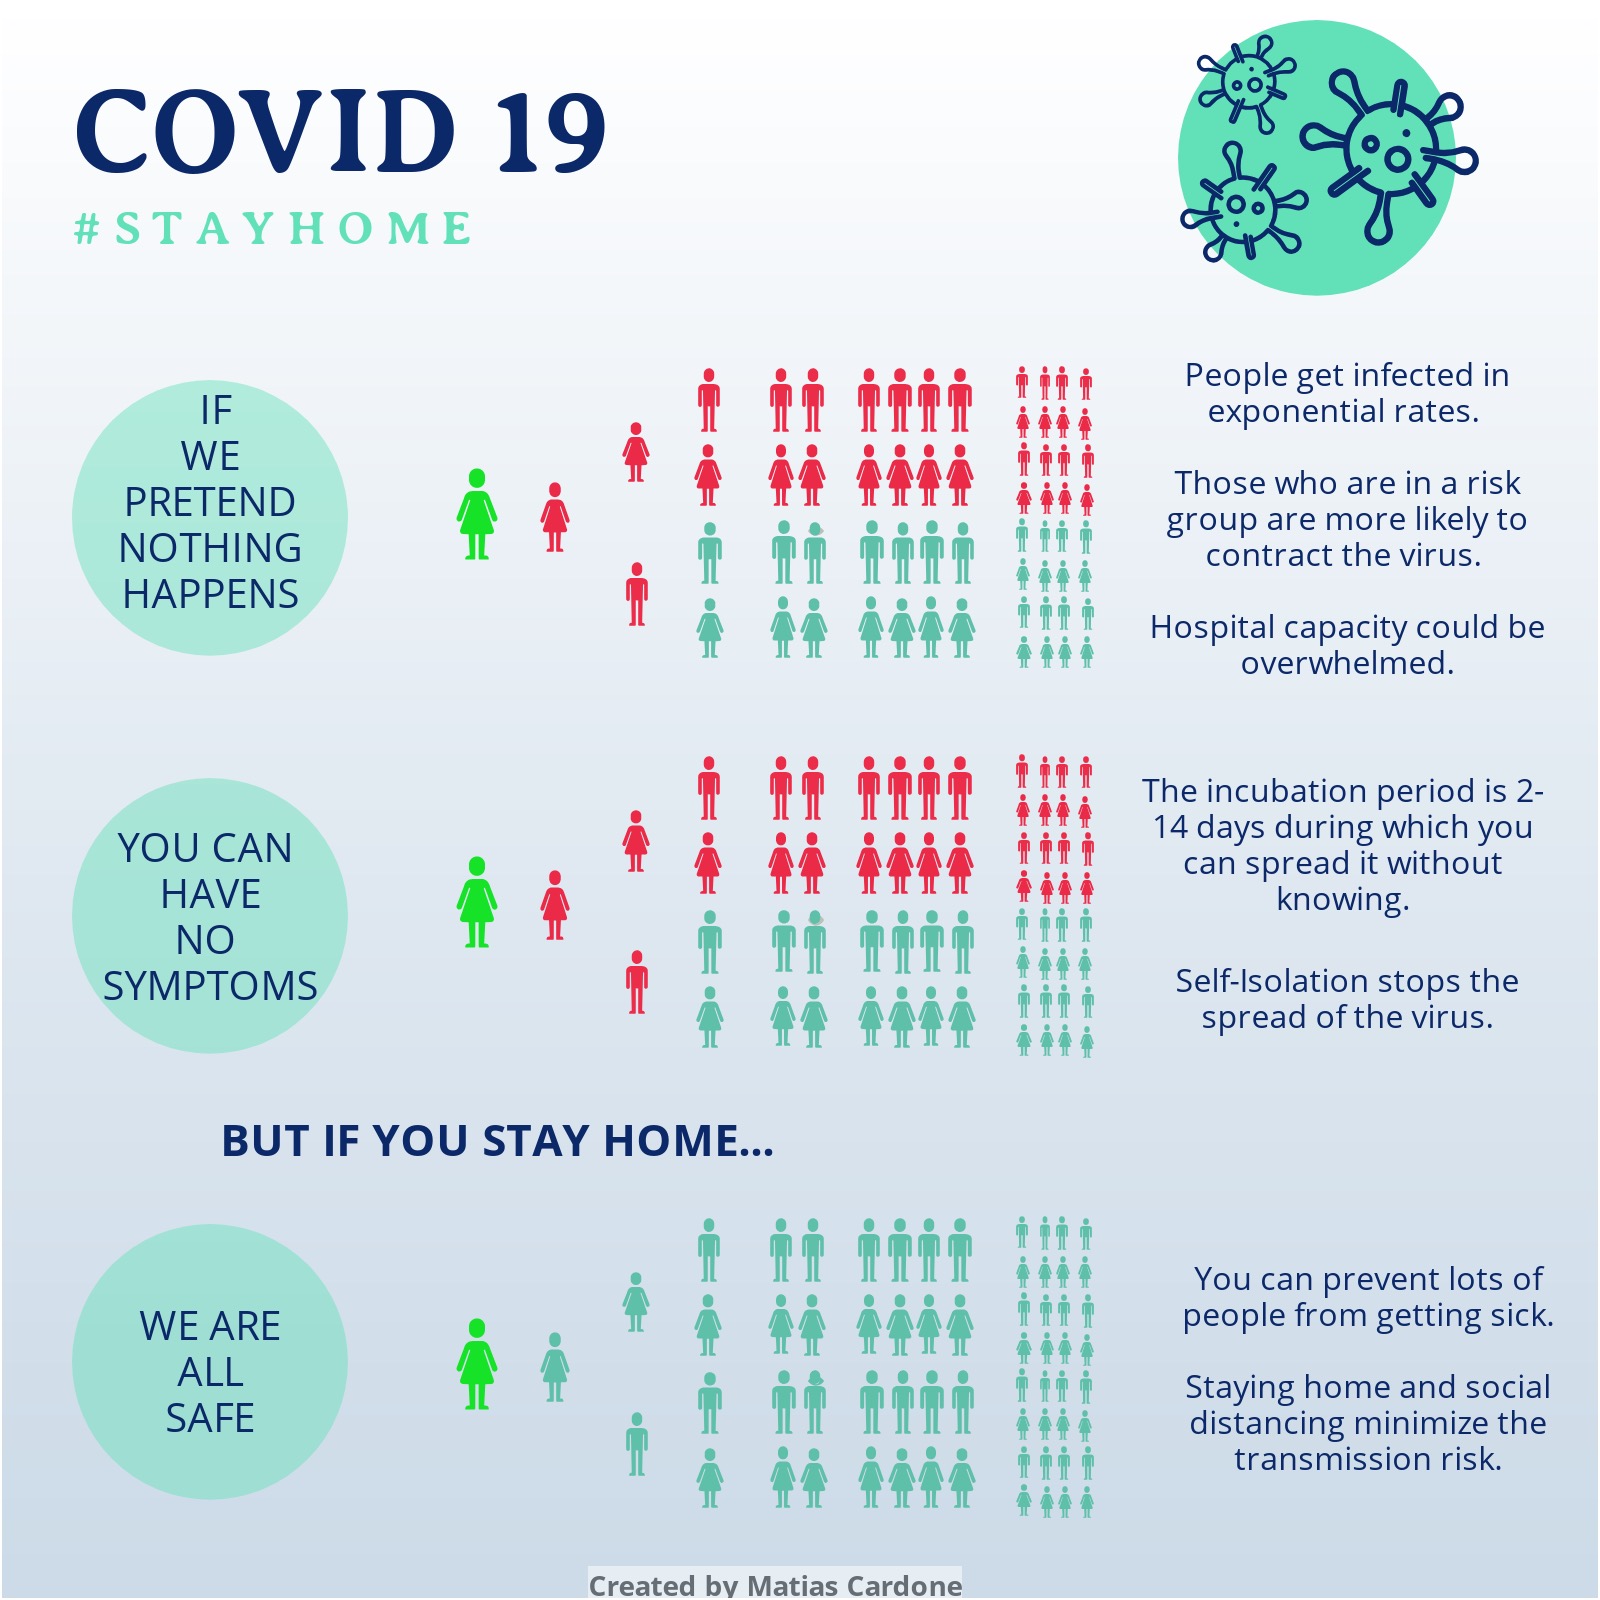 COVID 19
#STAYHOME
IF
WE
PRETEND
NOTHING
HAPPENS
People get infected in
exponential rates.
Those who are in a risk
group are more likely to
contract the virus.
Hospital capacity could be
overwhelmed.
YOU CAN
HAVE
NO
SYMPTOMS
The incubation period is 2-
14 days during which you
can spread it without
knowing.
Self-Isolation stops the
spread of the virus.
BUT IF YOU STAY HOME...
WE ARE
ALL
SAFE
You can prevent lots of
people from getting sick.
Staying home and social
distancing minimize the
transmission risk.
Created by Matias Cardone